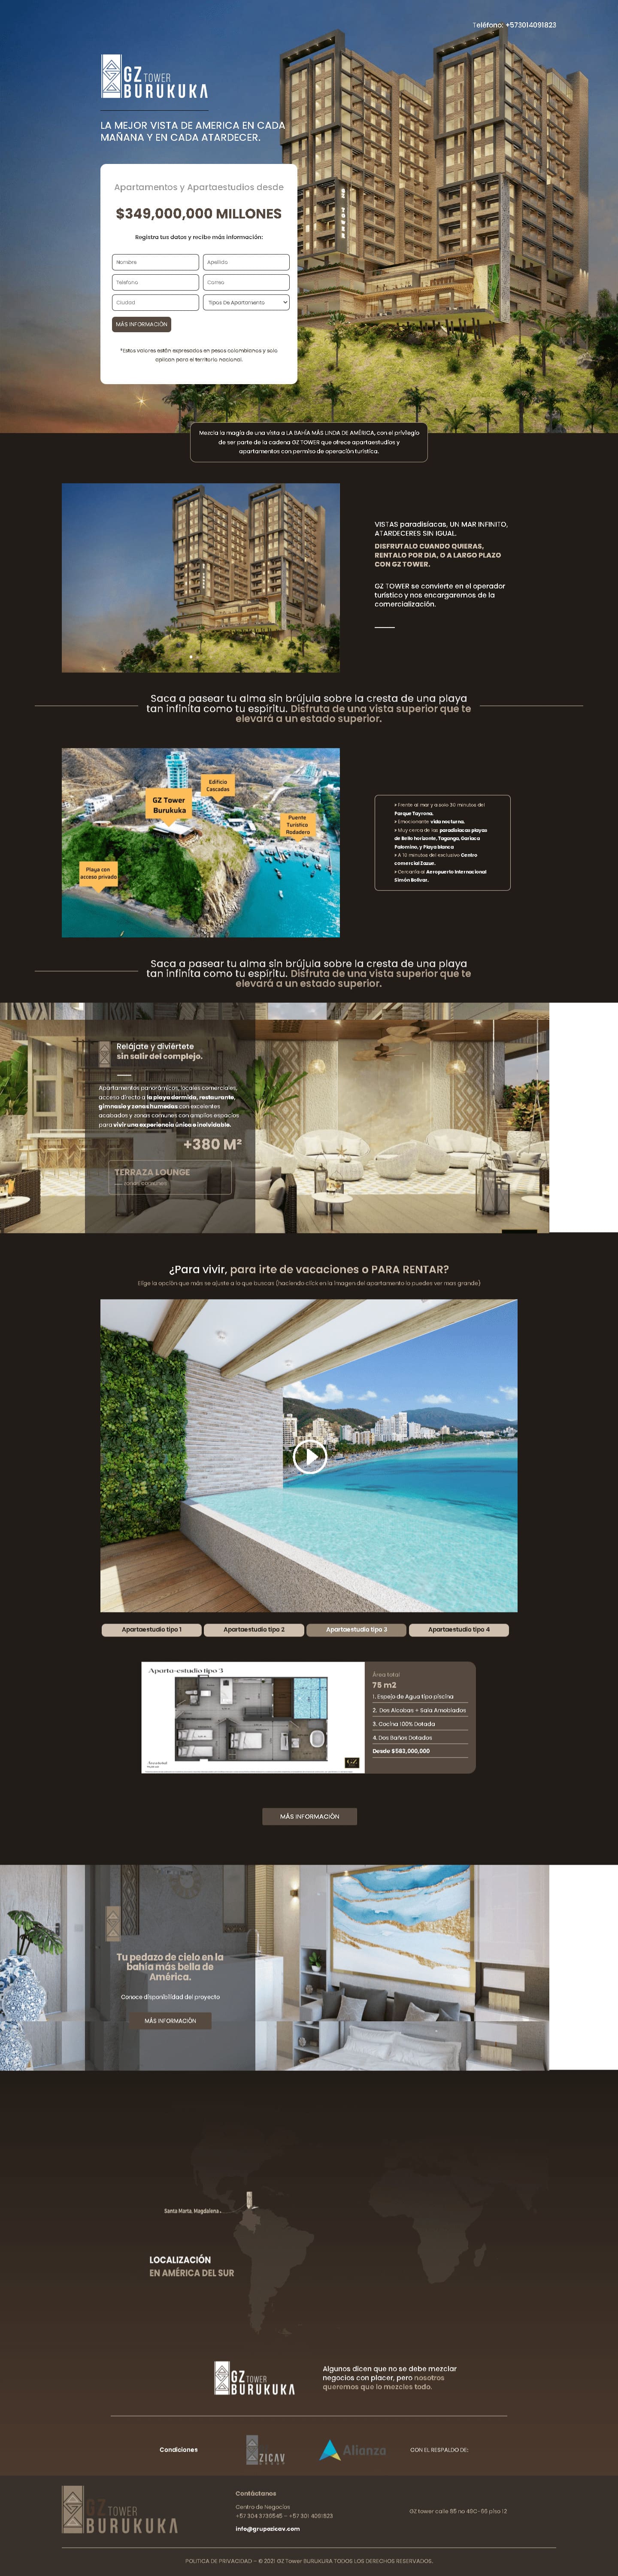 Teléfono: +573014091823
GZ TOWER
BURUKUKA
LA MEJOR VISTA DE AMERICA EN CADA
MAÑANA Y EN CADA ATARDECER.
Apartamentos y Apartaestudios desde
$349,000,000 MILLONES
Registra tus datos y recibe más información:
Nombre
Apellido
Telefono
Correo
Ciudad
Tipos De Apartamento
MÁS INFORMACIÓN
*Estos valores están expresados en pesos colombianos y solo
aplican para el territorio nacional.
GZ TOWER
Mezcla la magia de una vista a LA BAHÍA MÁS LINDA DE AMÉRICA, con el privilegio
de ser parte de la cadena GZ TOWER que ofrece apartaestudios y
apartamentos con permiso de operación turística.
VISTAS paradisíacas, UN MAR INFINITO,
ATARDECERES SIN IGUAL.
DISFRUTALO CUANDO QUIERAS,
RENTALO POR DIA, O A LARGO PLAZO
CON GZ TOWER.
GZ TOWER se convierte en el operador
turístico y nos encargaremos de la
comercialización.
Saca a pasear tu alma sin brújula sobre la cresta de una playa
tan infinita como tu espíritu. Disfruta de una vista superior que te
elevará a un estado superior.
Edificio
Cascadas
GZ Tower
Burukuka
Puente
Turístico
Rodadero
Playa con
acceso privado
» Frente al mar y a solo 30 minutos del
Parque Tayrona.
» Emocionante vida nocturna.
» Muy cerca de las paradisiacas playas
de Bello horizonte, Taganga, Gariaca
Palomino, y Playa blanca
» A 10 minutos del exclusivo Centro
comercial Zazue.
» Cercanía al Aeropuerto Internacional
Simón Bolívar.
Saca a pasear tu alma sin brújula sobre la cresta de una playa
tan infinita como tu espíritu. Disfruta de una vista superior que te
elevará a un estado superior.
Relájate y diviértete
sin salir del complejo.
Apartamentos panorámicos, locales comerciales,
acceso directo a la playa dormida, restaurante,
gimnasio y zonas humedas con excelentes
acabados y zonas comunes con amplios espacios
para vivir una experiencia única e inolvidable.
+380 M²
TERRAZA LOUNGE
¿Para vivir, para irte de vacaciones o PARA RENTAR?
Elige la opción que más se ajuste a lo que buscas (haciendo click en la imagen del apartamento lo puedes ver mas grande)
Apartaestudio tipo 1
Apartaestudio tipo 2
Apartaestudio tipo 3
Apartaestudio tipo 4
Aparta-estudio tipo 3
Área total
75 m2
1. Espejo de Agua tipo piscina
2. Dos Alcobas + Sala Amoblados
3. Cocina 100% Dotada
4. Dos Baños Dotados
Desde $563,000,000
MÁS INFORMACIÓN
Tu pedazo de cielo en la
bahía más bella de
América.
Conoce disponibilidad del proyecto
MÁS INFORMACIÓN
Santa Marta, Magdalena
LOCALIZACIÓN
EN AMÉRICA DEL SUR
GZ TOWER
BURUKUKA
Algunos dicen que no se debe mezclar
negocios con placer, pero nosotros
queremos que lo mezcles todo.
Condiciones
ZICAV
Alianza
CON EL RESPALDO DE:
GZ TOWER
BURUKUKA
Contáctanos
Centro de Negocios
+57 304 3736545 – +57 301 4091823
info@grupozicav.com
GZ tower calle 85 no 49C-66 piso 12
POLITICA DE PRIVACIDAD – © 2021 GZ Tower BURUKURA TODOS LOS DERECHOS RESERVADOS.